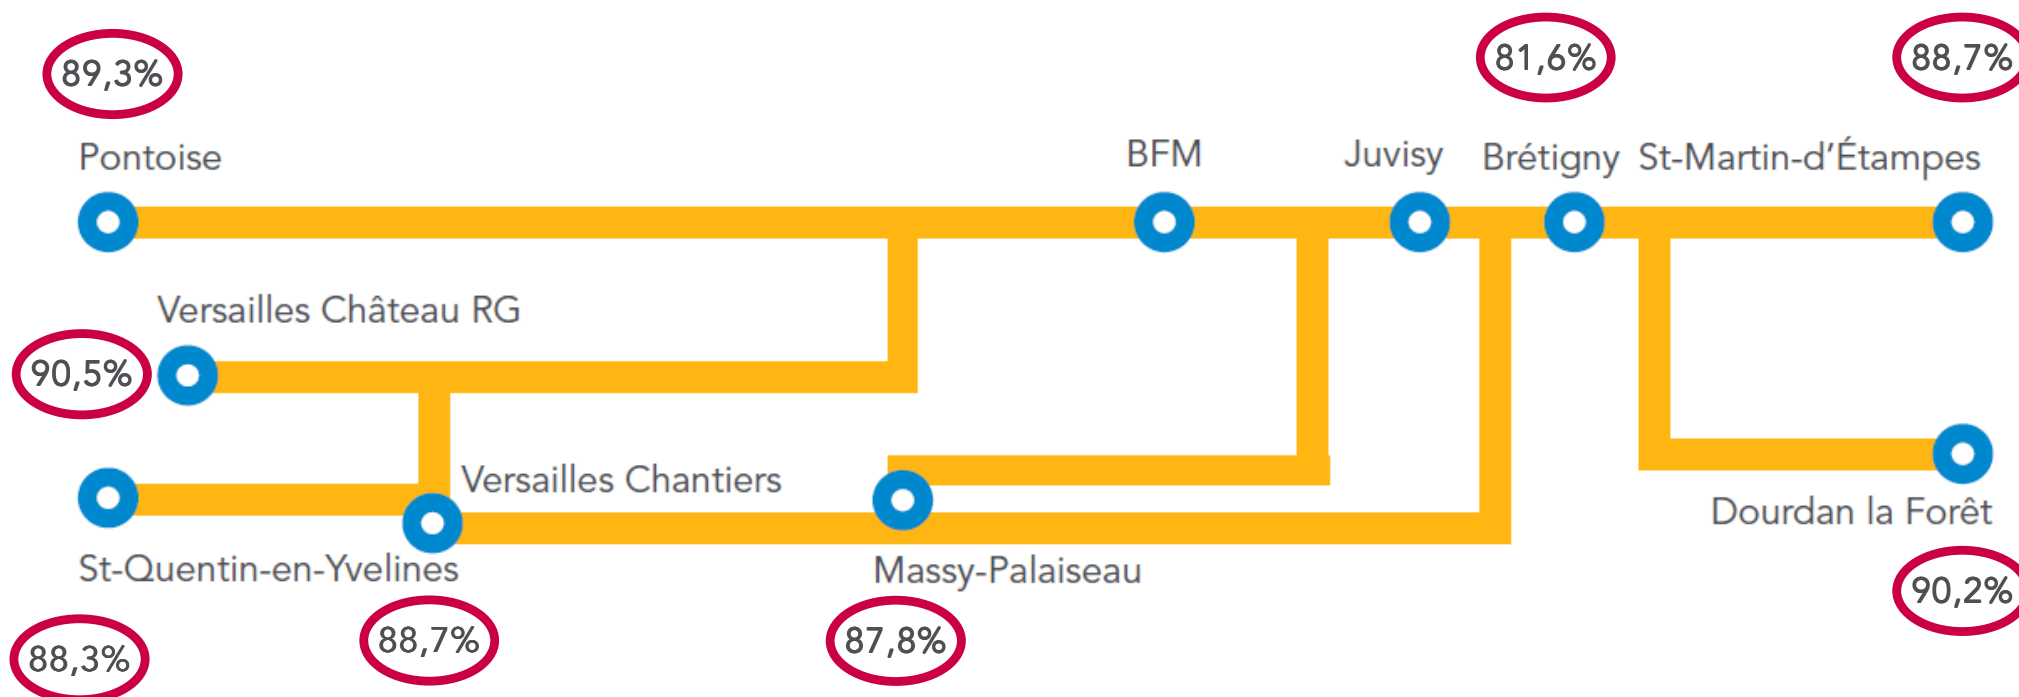 89,3%
81,6%
88,7%
Pontoise
BFM
Juvisy
Brétigny
St-Martin-d'Étampes
Versailles Château RG
90,5%
Versailles Chantiers
St-Quentin-en-Yvelines
Massy-Palaiseau
Dourdan la Forêt
88,3%
88,7%
87,8%
90,2%